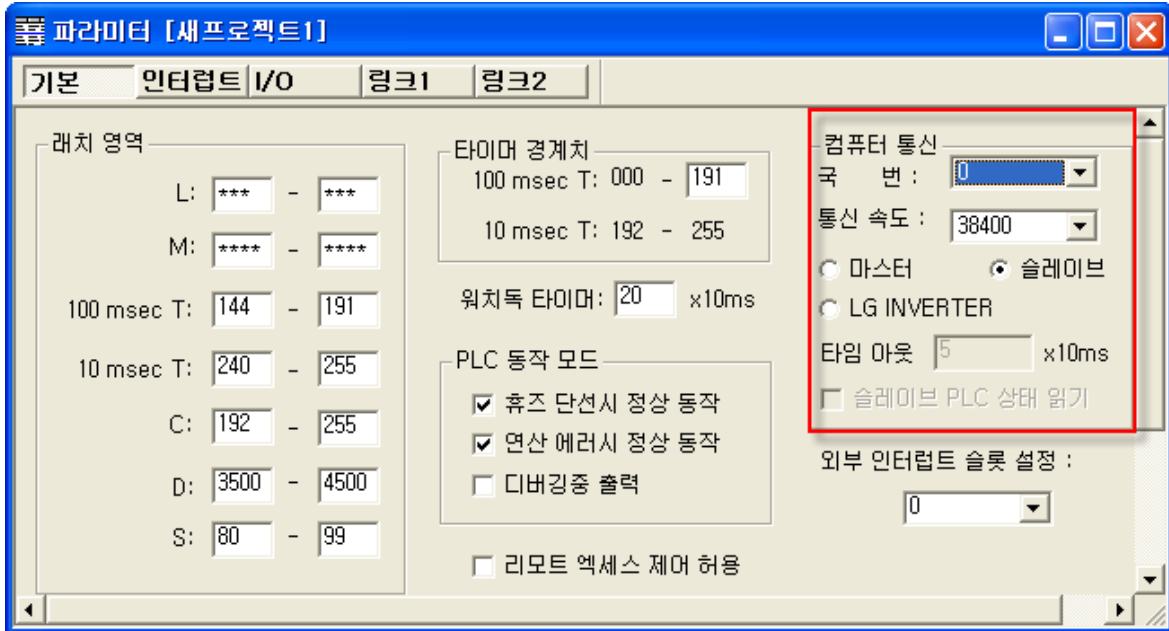 파라미터 [새프로젝트1]
기본 인터럽트 I/O 링크1 링크2
래치 영역
L: *** - ***
M: **** - ****
100 msec T: 144 - 191
10 msec T: 240 - 255
C: 192 - 255
D: 3500 - 4500
S: 80 - 99
타이머 경계치
100 msec T: 000 - 191
10 msec T: 192 - 255
워치독 타이머: 20 x10ms
PLC 동작 모드
휴즈 단선시 정상 동작
연산 에러시 정상 동작
디버깅중 출력
리모트 엑세스 제어 허용
컴퓨터 통신
국 번 : 0
통신 속도 : 38400
마스터 슬레이브
LG INVERTER
타임 아웃 5 x10ms
슬레이브 PLC 상태 읽기
외부 인터럽트 슬롯 설정 :
0